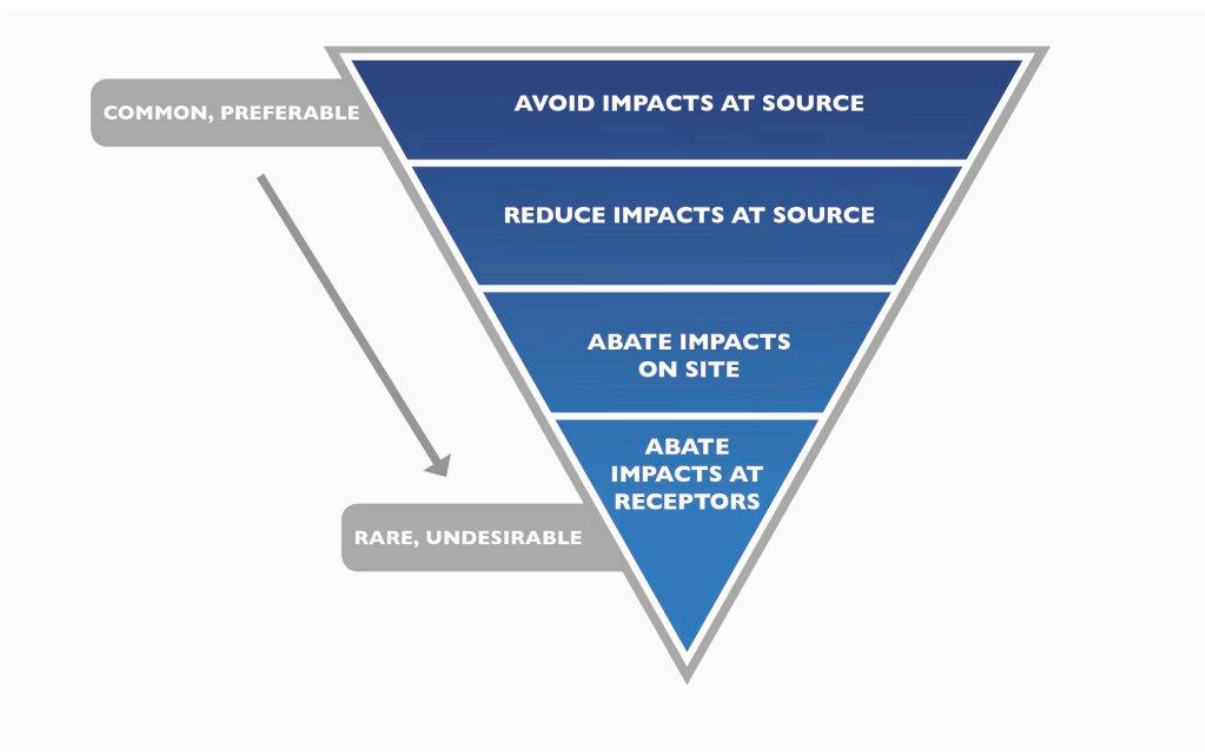 COMMON, PREFERABLE
AVOID IMPACTS AT SOURCE
REDUCE IMPACTS AT SOURCE
ABATE IMPACTS
ON SITE
ABATE
IMPACTS AT
RECEPTORS
RARE, UNDESIRABLE